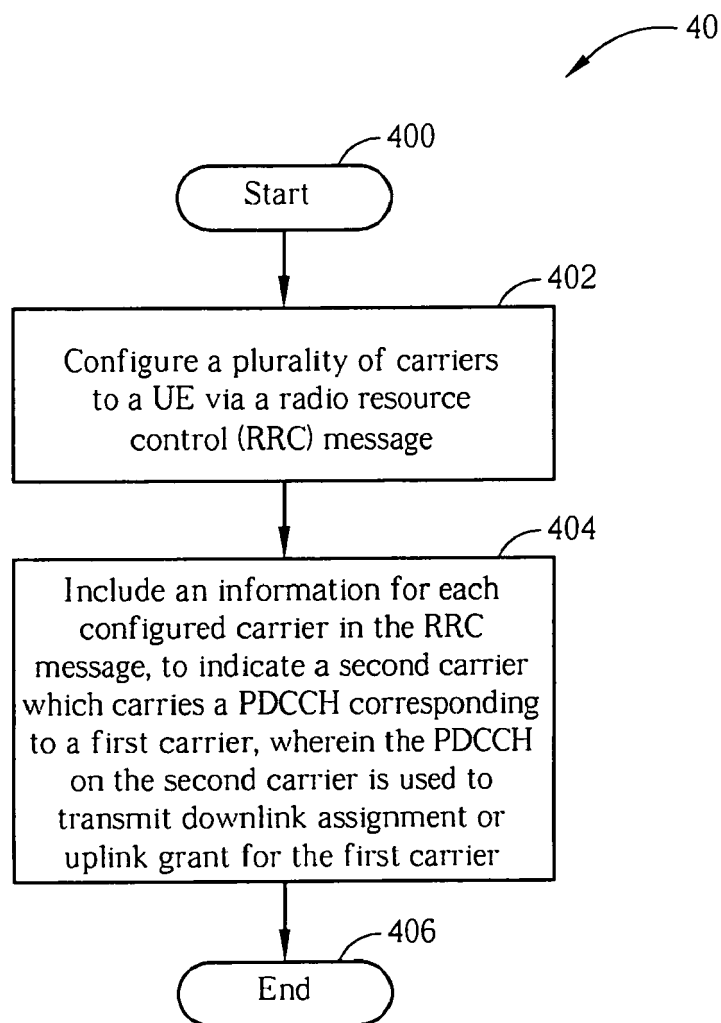 40
400
Start
402
Configure a plurality of carriers
to a UE via a radio resource
control (RRC) message
404
Include an information for each
configured carrier in the RRC
message, to indicate a second carrier
which carries a PDCCH corresponding
to a first carrier, wherein the PDCCH
on the second carrier is used to
transmit downlink assignment or
uplink grant for the first carrier
406
End